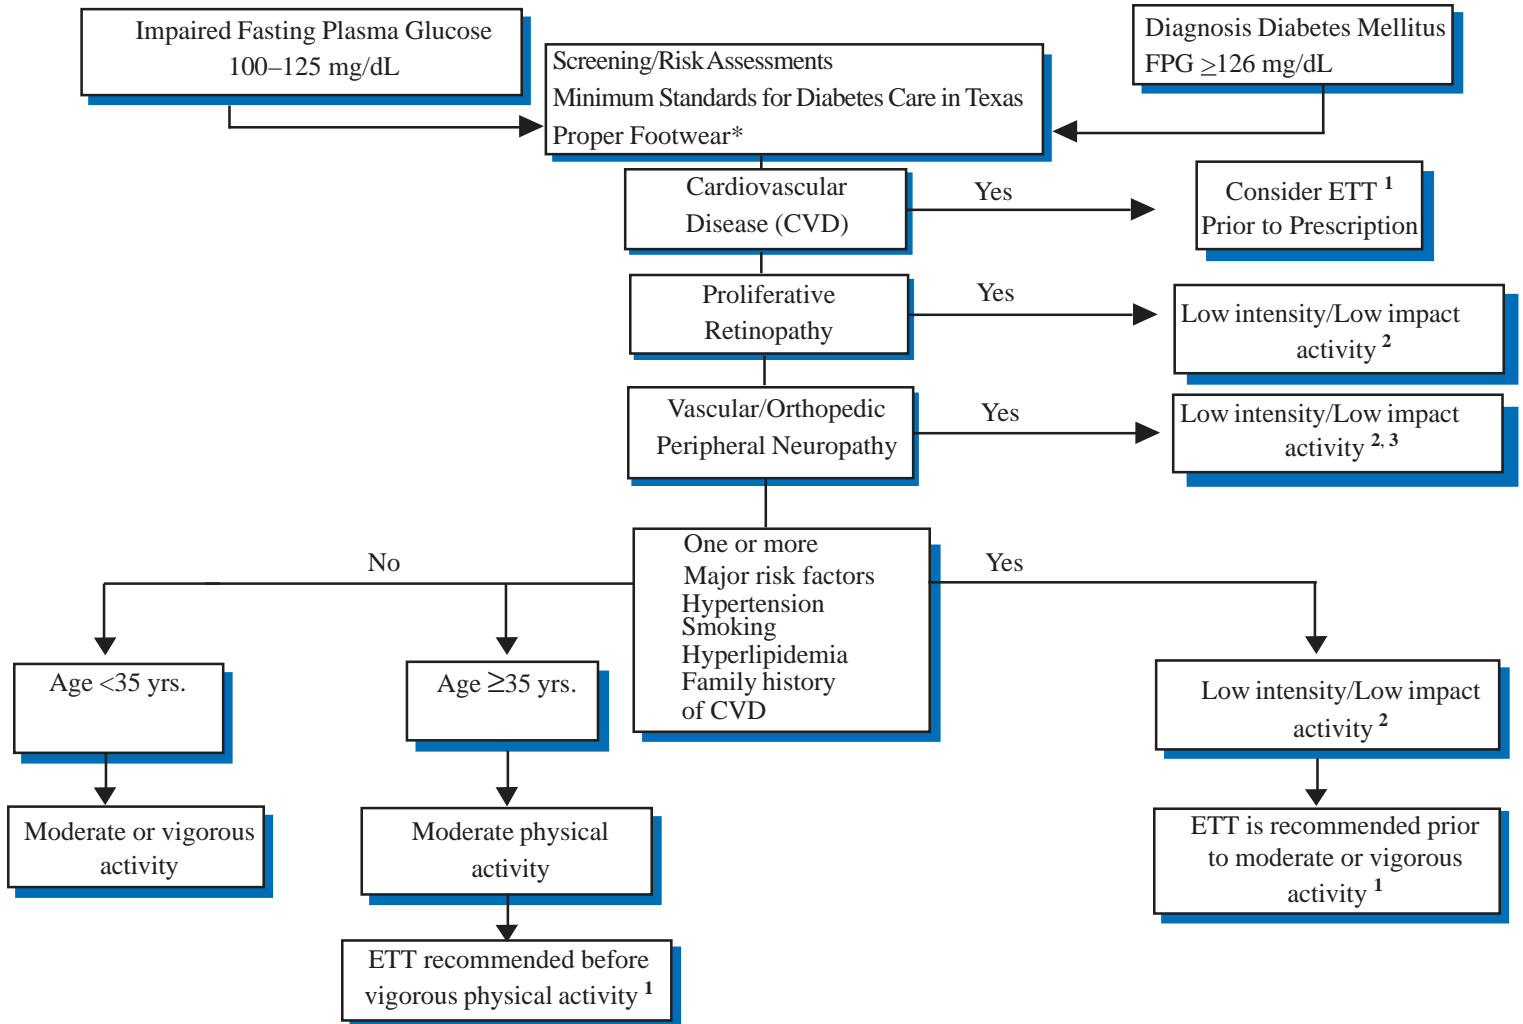 Impaired Fasting Plasma Glucose
100–125 mg/dL
Diagnosis Diabetes Mellitus
FPG ≥126 mg/dL
Screening/Risk Assessments
Minimum Standards for Diabetes Care in Texas
Proper Footwear*
Cardiovascular
Disease (CVD)
Yes
Consider ETT 1
Prior to Prescription
Proliferative
Retinopathy
Yes
Low intensity/Low impact
activity 2
Vascular/Orthopedic
Peripheral Neuropathy
Yes
Low intensity/Low impact
activity 2, 3
One or more
Major risk factors
Hypertension
Smoking
Hyperlipidemia
Family history
of CVD
No
Yes
Age <35 yrs.
Age ≥35 yrs.
Low intensity/Low impact
activity 2
Moderate or vigorous
activity
Moderate physical
activity
ETT is recommended prior
to moderate or vigorous
activity 1
ETT recommended before
vigorous physical activity 1